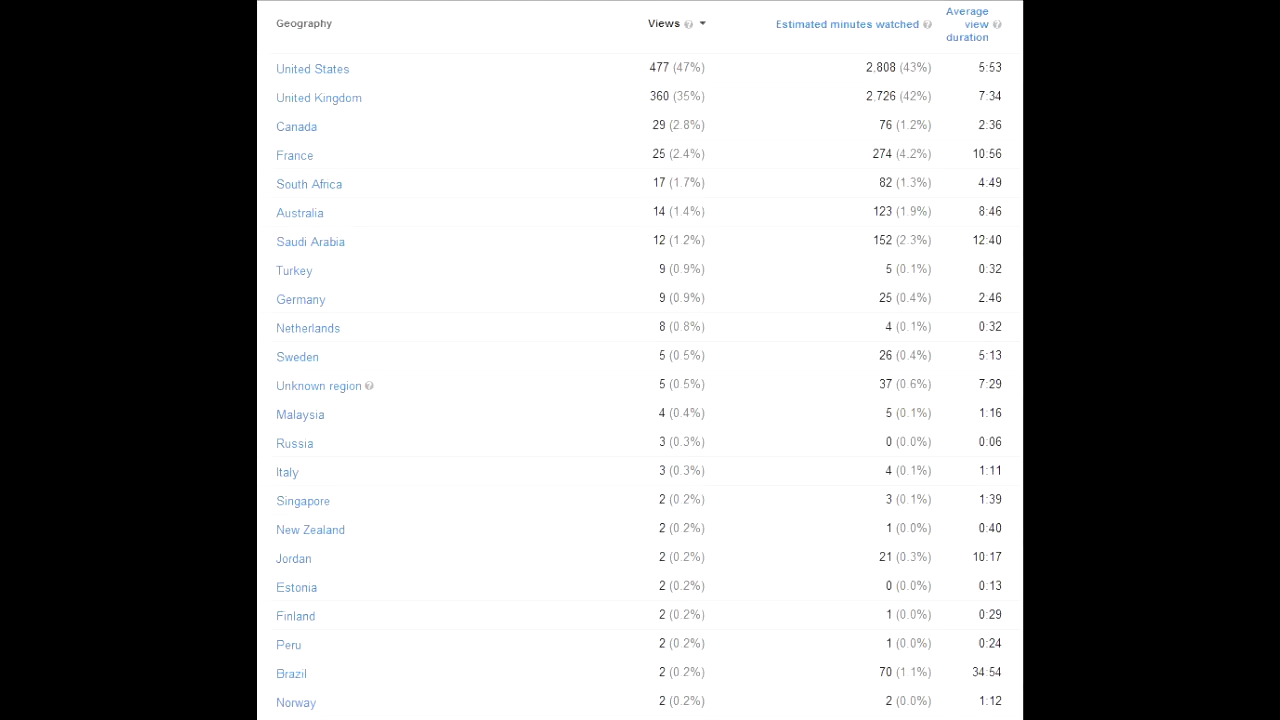 Geography Views Estimated minutes watched Average view duration
United States 477 (47%) 2,808 (43%) 5:53
United Kingdom 360 (35%) 2,726 (42%) 7:34
Canada 29 (2.8%) 76 (1.2%) 2:36
France 25 (2.4%) 274 (4.2%) 10:56
South Africa 17 (1.7%) 82 (1.3%) 4:49
Australia 14 (1.4%) 123 (1.9%) 8:46
Saudi Arabia 12 (1.2%) 152 (2.3%) 12:40
Turkey 9 (0.9%) 5 (0.1%) 0:32
Germany 9 (0.9%) 25 (0.4%) 2:46
Netherlands 8 (0.8%) 4 (0.1%) 0:32
Sweden 5 (0.5%) 26 (0.4%) 5:13
Unknown region 5 (0.5%) 37 (0.6%) 7:29
Malaysia 4 (0.4%) 5 (0.1%) 1:16
Russia 3 (0.3%) 0 (0.0%) 0:06
Italy 3 (0.3%) 4 (0.1%) 1:11
Singapore 2 (0.2%) 3 (0.1%) 1:39
New Zealand 2 (0.2%) 1 (0.0%) 0:40
Jordan 2 (0.2%) 21 (0.3%) 10:17
Estonia 2 (0.2%) 0 (0.0%) 0:13
Finland 2 (0.2%) 1 (0.0%) 0:29
Peru 2 (0.2%) 1 (0.0%) 0:24
Brazil 2 (0.2%) 70 (1.1%) 34:54
Norway 2 (0.2%) 2 (0.0%) 1:12